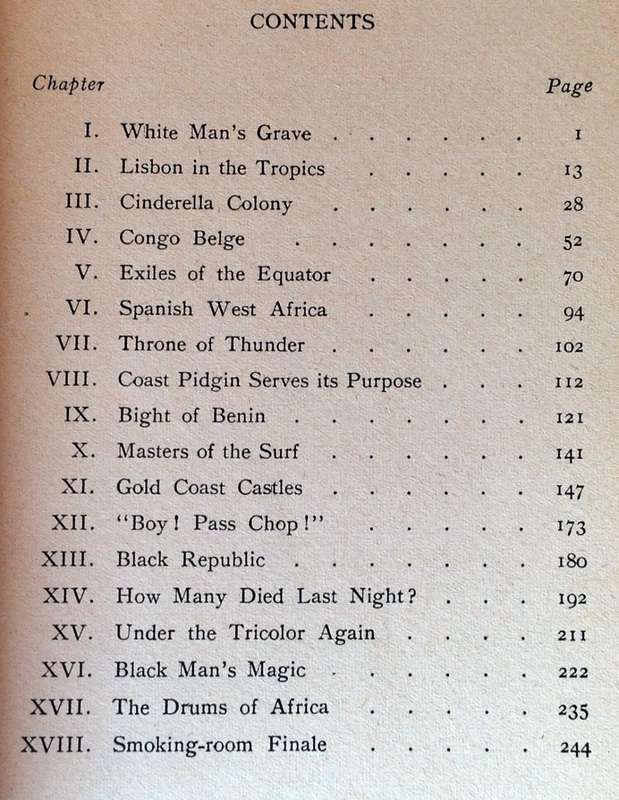 CONTENTS
Chapter Page
I. White Man's Grave . . . . . . 1
II. Lisbon in the Tropics . . . . . 13
III. Cinderella Colony . . . . . . 28
IV. Congo Belge . . . . . . . 52
V. Exiles of the Equator . . . . . 70
VI. Spanish West Africa . . . . . 94
VII. Throne of Thunder . . . . . . 102
VIII. Coast Pidgin Serves its Purpose . . . 112
IX. Bight of Benin . . . . . . . 121
X. Masters of the Surf . . . . . . 141
XI. Gold Coast Castles . . . . . . 147
XII. "Boy! Pass Chop!" . . . . . 173
XIII. Black Republic . . . . . . . 180
XIV. How Many Died Last Night? . . . 192
XV. Under the Tricolor Again . . . . 211
XVI. Black Man's Magic . . . . . . 222
XVII. The Drums of Africa . . . . . 235
XVIII. Smoking-room Finale . . . . . 244